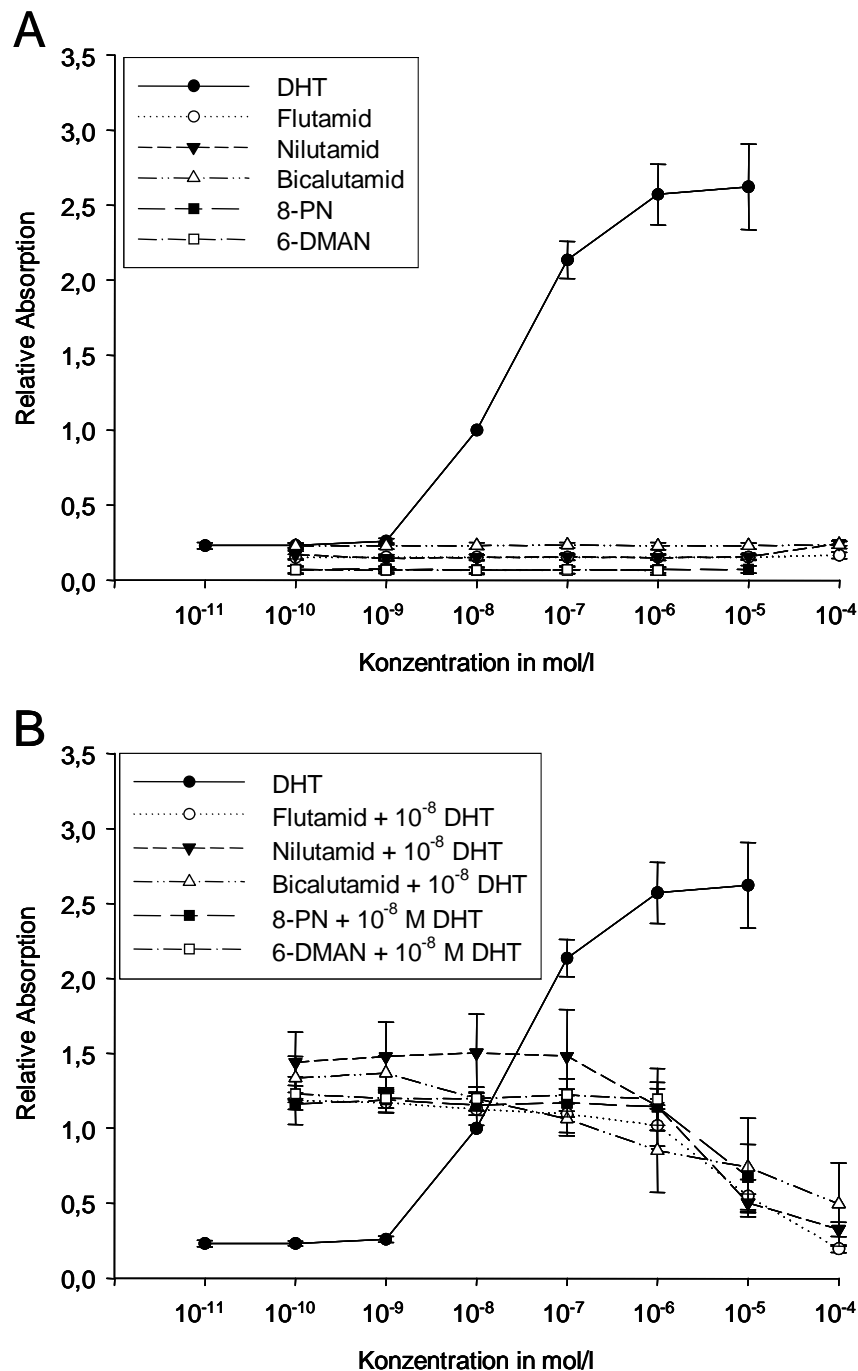 A
3,5
3,0
2,5
2,0
1,5
1,0
0,5
0,0
Relative Absorption
DHT
Flutamid
Nilutamid
Bicalutamid
8-PN
6-DMAN
10⁻¹¹ 10⁻¹⁰ 10⁻⁹ 10⁻⁸ 10⁻⁷ 10⁻⁶ 10⁻⁵ 10⁻⁴
Konzentration in mol/l
B
3,5
3,0
2,5
2,0
1,5
1,0
0,5
0,0
Relative Absorption
DHT
Flutamid + 10⁻⁸ DHT
Nilutamid + 10⁻⁸ DHT
Bicalutamid + 10⁻⁸ DHT
8-PN + 10⁻⁸ M DHT
6-DMAN + 10⁻⁸ M DHT
10⁻¹¹ 10⁻¹⁰ 10⁻⁹ 10⁻⁸ 10⁻⁷ 10⁻⁶ 10⁻⁵ 10⁻⁴
Konzentration in mol/l